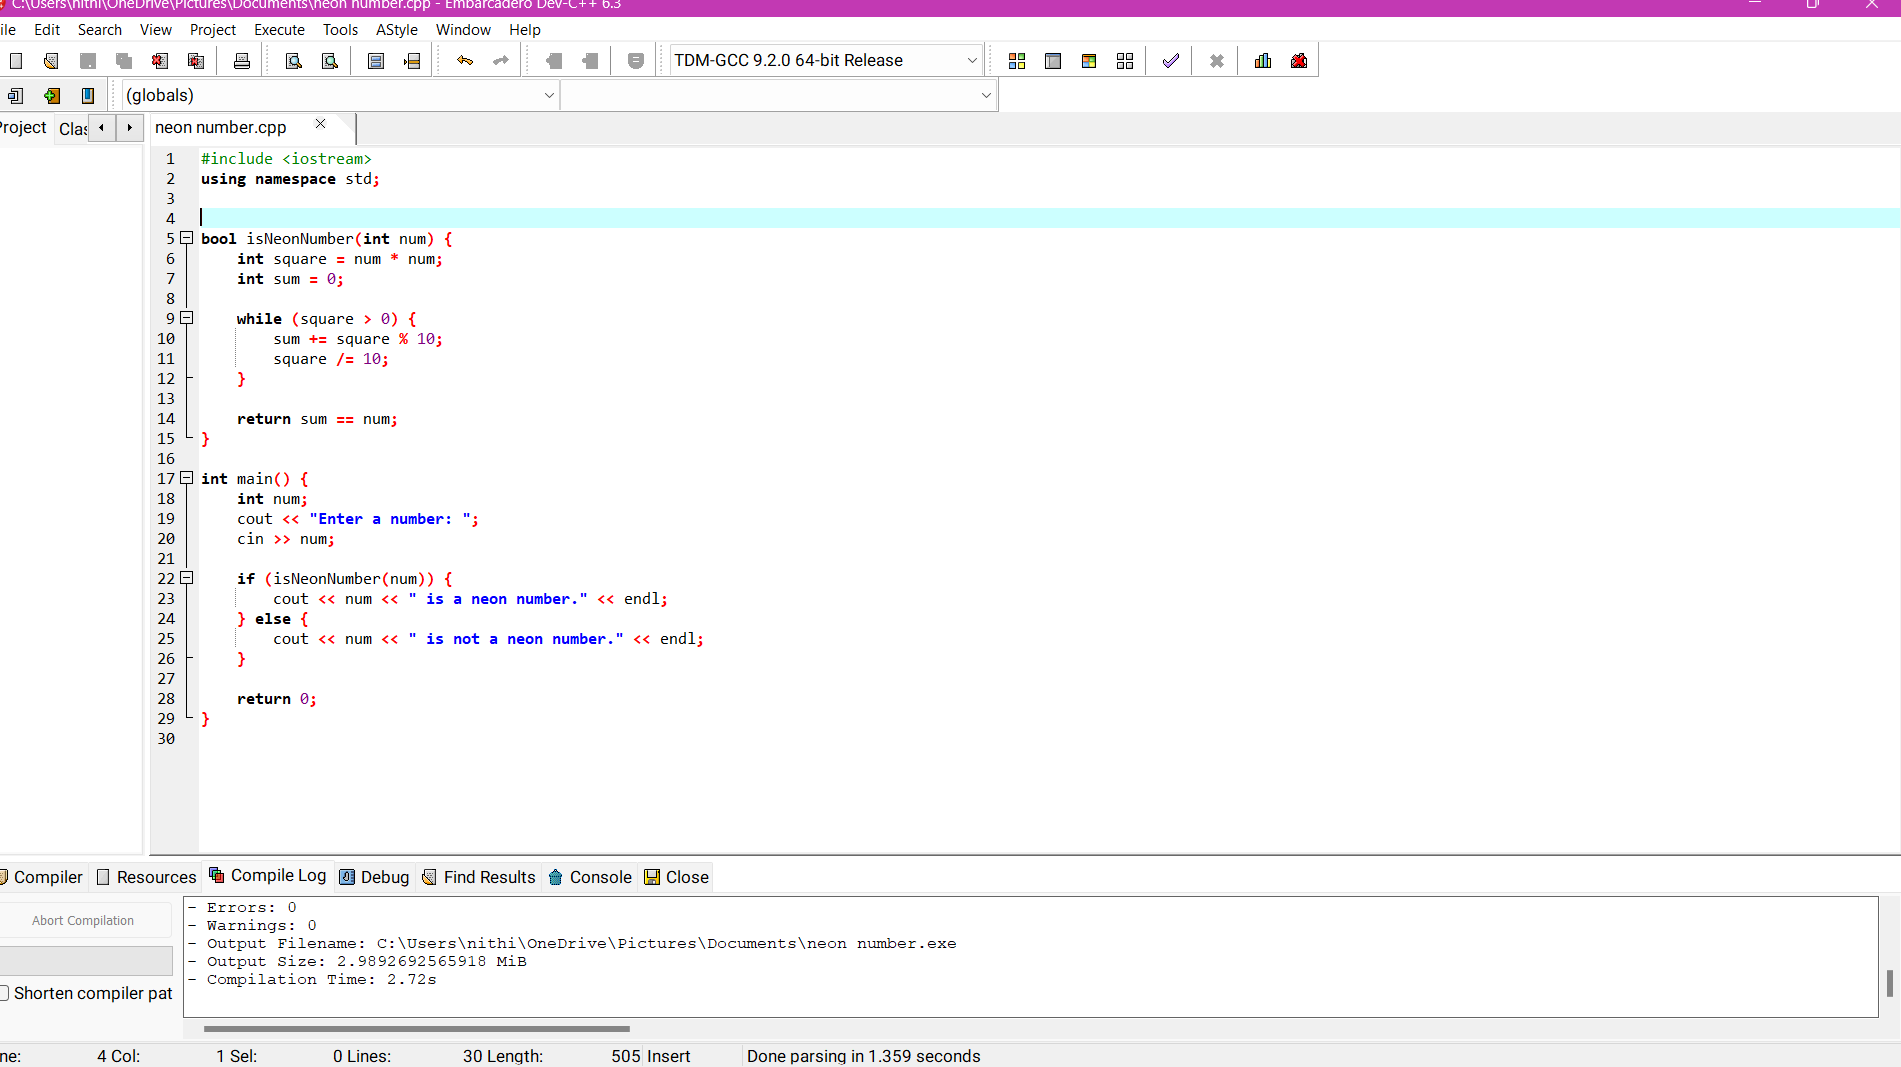 C:\Users\nithi\OneDrive\Pictures\Documents\neon number.cpp - Embarcadero Dev-C++ 6.3
ile Edit Search View Project Execute Tools AStyle Window Help
TDM-GCC 9.2.0 64-bit Release
(globals)
Project Clas neon number.cpp
1 #include <iostream>
2 using namespace std;
3
4
5 bool isNeonNumber(int num) {
6     int square = num * num;
7     int sum = 0;
8
9     while (square > 0) {
10         sum += square % 10;
11         square /= 10;
12     }
13
14     return sum == num;
15 }
16
17 int main() {
18     int num;
19     cout << "Enter a number: ";
20     cin >> num;
21
22     if (isNeonNumber(num)) {
23         cout << num << " is a neon number." << endl;
24     } else {
25         cout << num << " is not a neon number." << endl;
26     }
27
28     return 0;
29 }
30
Compiler Resources Compile Log Debug Find Results Console Close
Abort Compilation
Shorten compiler pat
- Errors: 0
- Warnings: 0
- Output Filename: C:\Users\nithi\OneDrive\Pictures\Documents\neon number.exe
- Output Size: 2.9892692565918 MiB
- Compilation Time: 2.72s
ne: 4 Col: 1 Sel: 0 Lines: 30 Length: 505 Insert Done parsing in 1.359 seconds